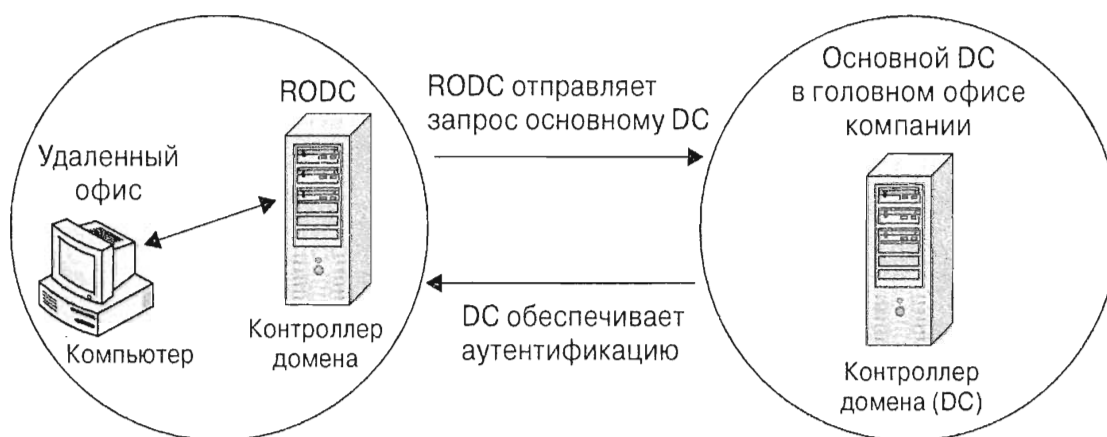 Удаленный
офис
Компьютер
RODC
Контроллер
домена
RODC отправляет
запрос основному DC
DC обеспечивает
аутентификацию
Основной DC
в головном офисе
компании
Контроллер
домена (DC)